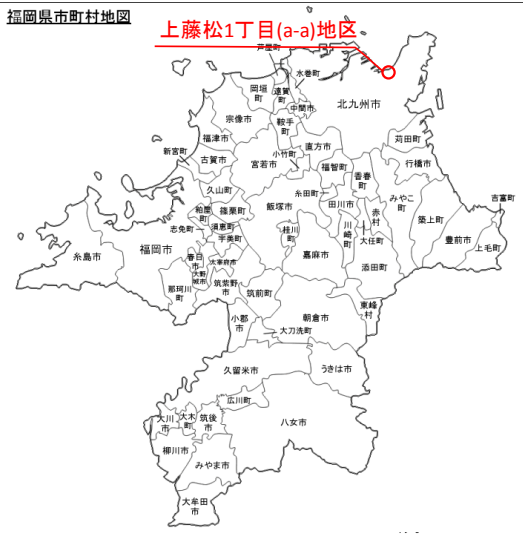 福岡県市町村地図
上藤松1丁目(a-a)地区
芦屋町
水巻町
岡垣町
遠賀町
中間市
北九州市
宗像市
鞍手町
福津市
直方市
苅田町
新宮町
古賀市
小竹町
宮若市
福智町
香春町
行橋市
久山町
糸田町
みやこ町
吉富町
粕屋町
篠栗町
飯塚市
田川市
赤村
築上町
志免町
須恵町
桂川町
川崎町
大任町
豊前市
上毛町
宇美町
糸島市
福岡市
春日市
太宰府市
嘉麻市
添田町
大野城市
那珂川町
筑紫野市
筑前町
東峰村
小郡市
朝倉市
大刀洗町
久留米市
うきは市
広川町
大川市
大木町
筑後市
八女市
柳川市
みやま市
大牟田市